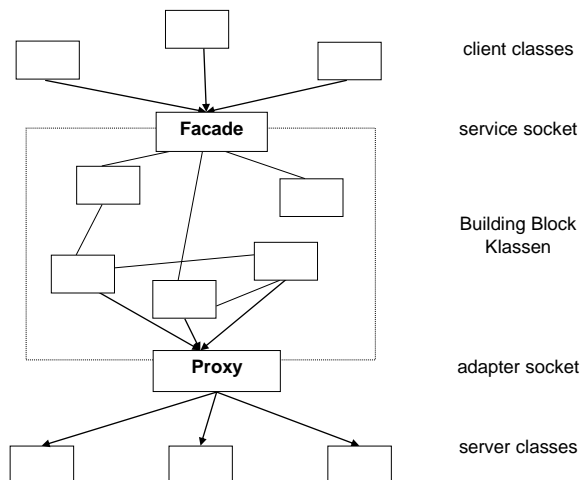 client classes
Facade
service socket
Building Block
Klassen
Proxy
adapter socket
server classes